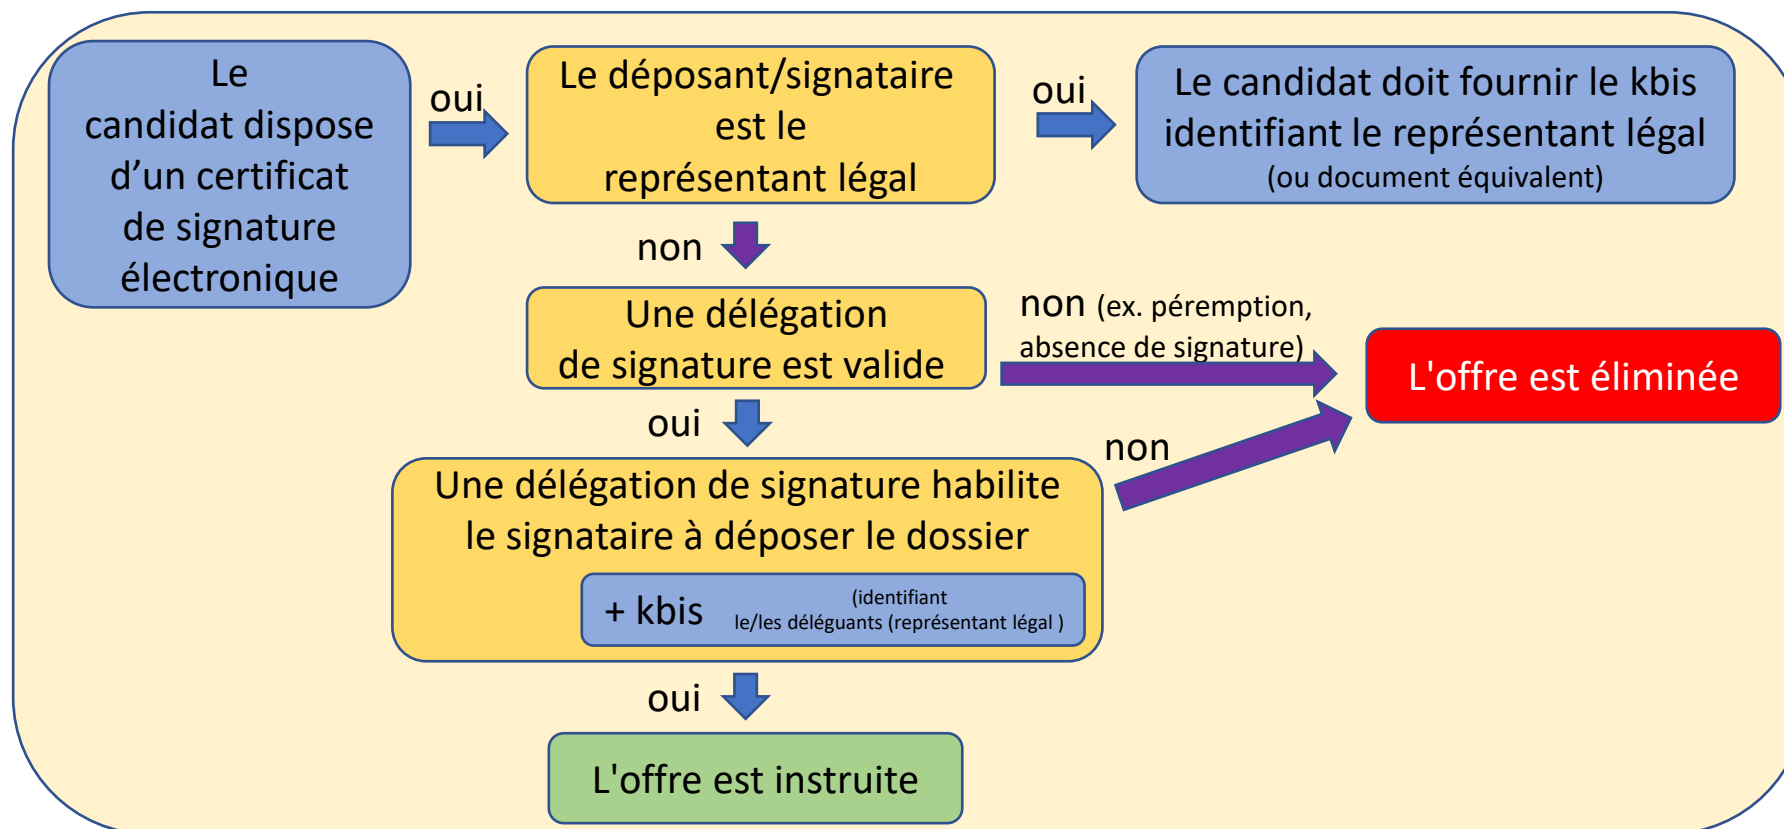 Le
candidat dispose
d’un certificat
de signature
électronique
oui
Le déposant/signataire
est le
représentant légal
oui
Le candidat doit fournir le kbis
identifiant le représentant légal
(ou document équivalent)
non
Une délégation
de signature est valide
non (ex. péremption,
absence de signature)
L'offre est éliminée
oui
non
Une délégation de signature habilite
le signataire à déposer le dossier
+ kbis
(identifiant
le/les déléguants (représentant légal )
oui
L'offre est instruite